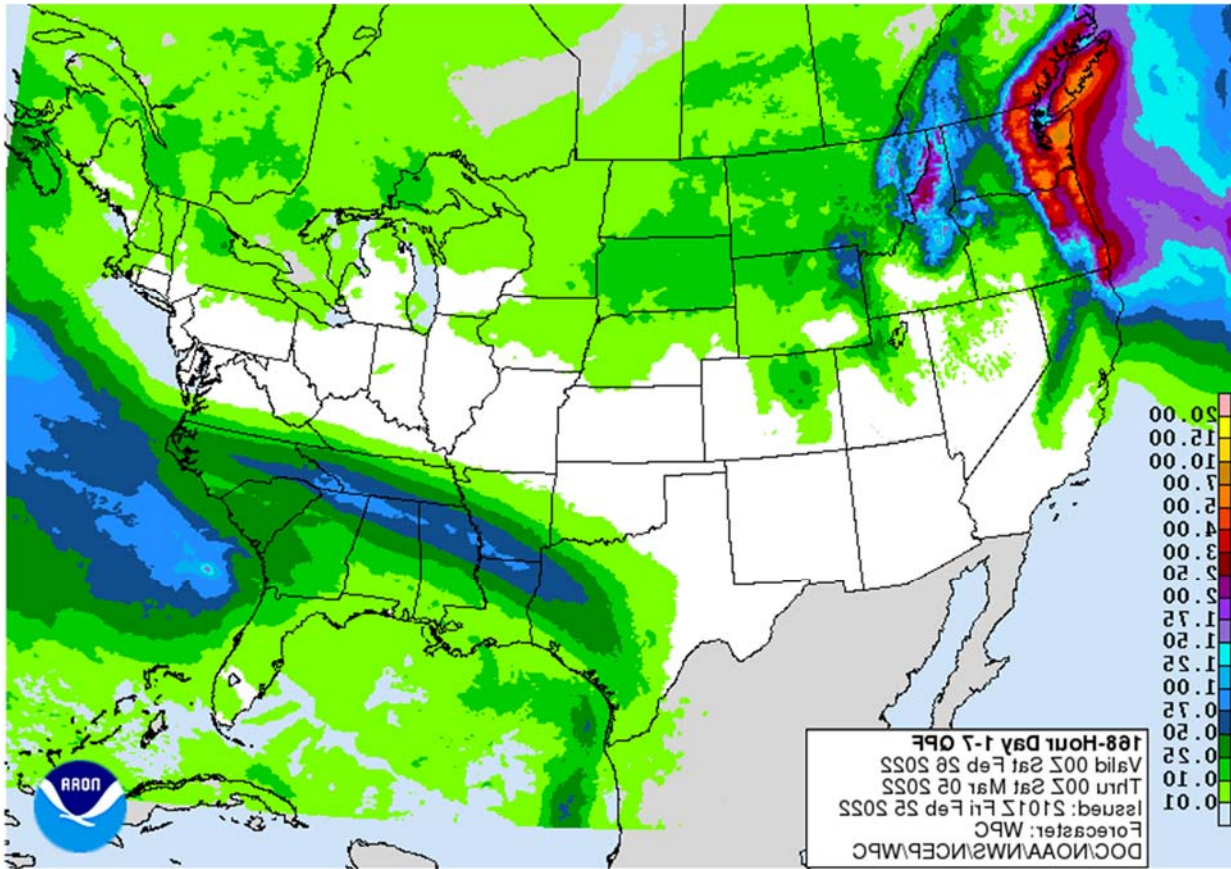 20.00
15.00
10.00
7.00
5.00
4.00
3.00
2.50
2.00
1.75
1.50
1.25
1.00
0.75
0.50
0.25
0.10
0.01
168-Hour Day 1-7 QPF
Valid 00Z Sat Feb 26 2022
Thru 00Z Sat Mar 05 2022
Issued: 2101Z Fri Feb 25 2022
Forecaster: WPC
DOC/NOAA/NWS/NCEP/WPC
NOAA